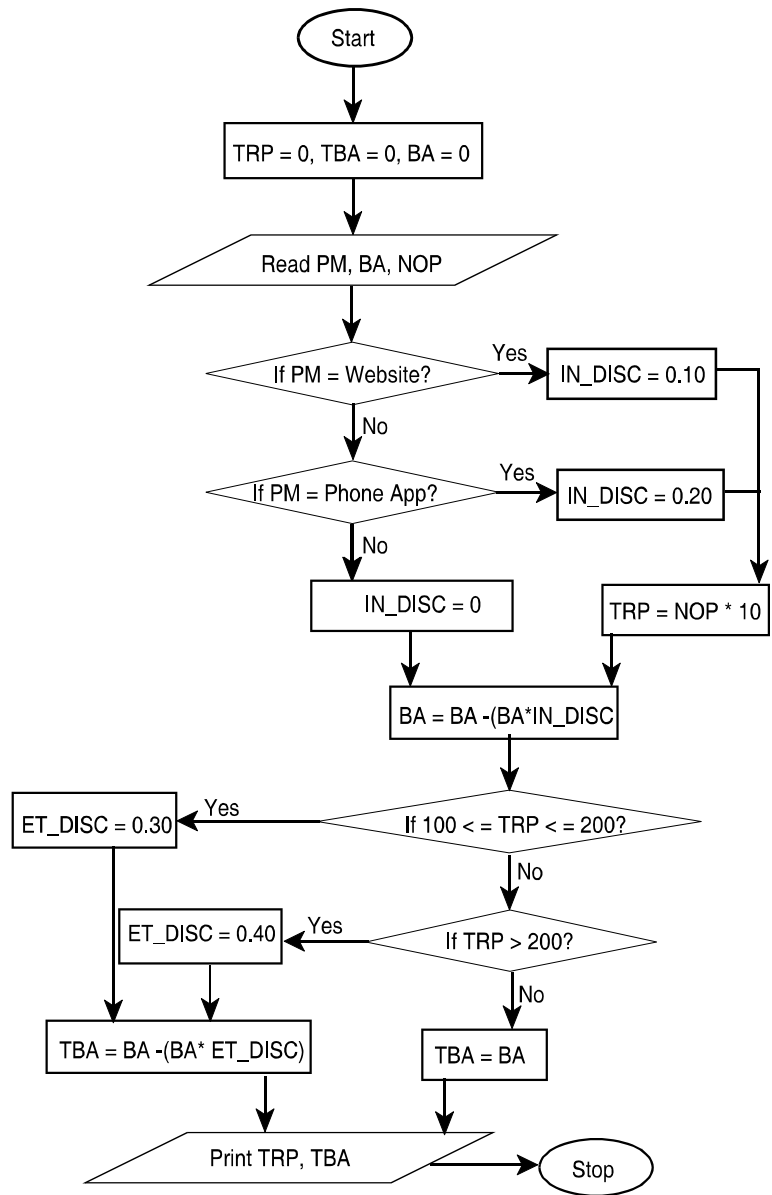 Start
TRP = 0, TBA = 0, BA = 0
Read PM, BA, NOP
If PM = Website?
Yes
IN_DISC = 0.10
No
If PM = Phone App?
Yes
IN_DISC = 0.20
No
IN_DISC = 0
TRP = NOP * 10
BA = BA -(BA*IN_DISC
If 100 < = TRP < = 200?
Yes
ET_DISC = 0.30
No
If TRP > 200?
Yes
ET_DISC = 0.40
No
TBA = BA -(BA* ET_DISC)
TBA = BA
Print TRP, TBA
Stop